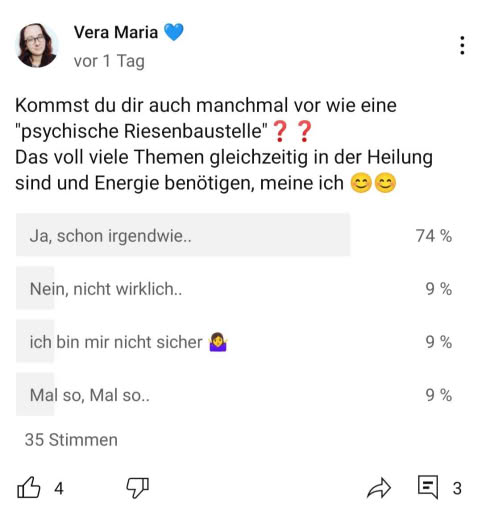 Vera Maria 💙
vor 1 Tag
Kommst du dir auch manchmal vor wie eine
"psychische Riesenbaustelle"❓❓
Das voll viele Themen gleichzeitig in der Heilung
sind und Energie benötigen, meine ich 😊😊
Ja, schon irgendwie.. 74 %
Nein, nicht wirklich.. 9 %
ich bin mir nicht sicher 🤷‍♀️ 9 %
Mal so, Mal so.. 9 %
35 Stimmen
4 3